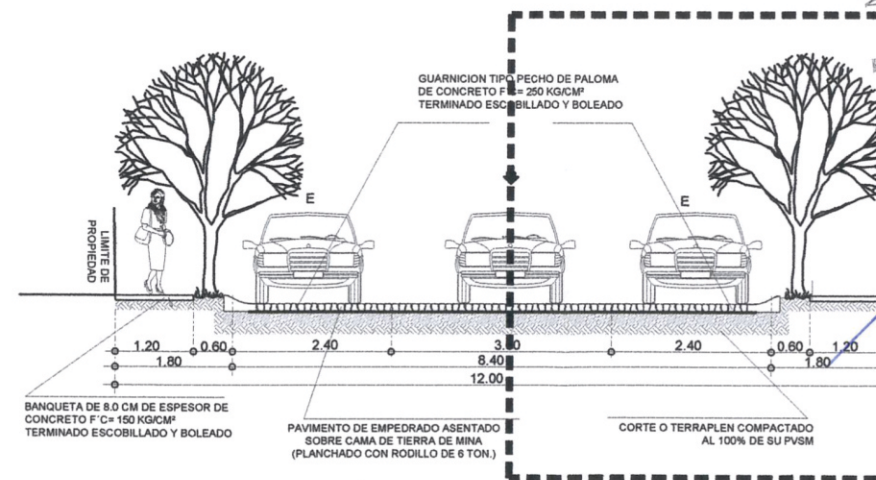 GUARNICION TIPO PECHO DE PALOMA
DE CONCRETO F´C= 250 KG/CM²
TERMINADO ESCOBILLADO Y BOLEADO
E
E
LIMITE DE
PROPIEDAD
1.20
0.60
2.40
3.60
2.40
0.60
1.20
1.80
8.40
1.80
12.00
BANQUETA DE 8.0 CM DE ESPESOR DE
CONCRETO F´C= 150 KG/CM²
TERMINADO ESCOBILLADO Y BOLEADO
PAVIMENTO DE EMPEDRADO ASENTADO
SOBRE CAMA DE TIERRA DE MINA
(PLANCHADO CON RODILLO DE 6 TON.)
CORTE O TERRAPLEN COMPACTADO
AL 100% DE SU PVSM